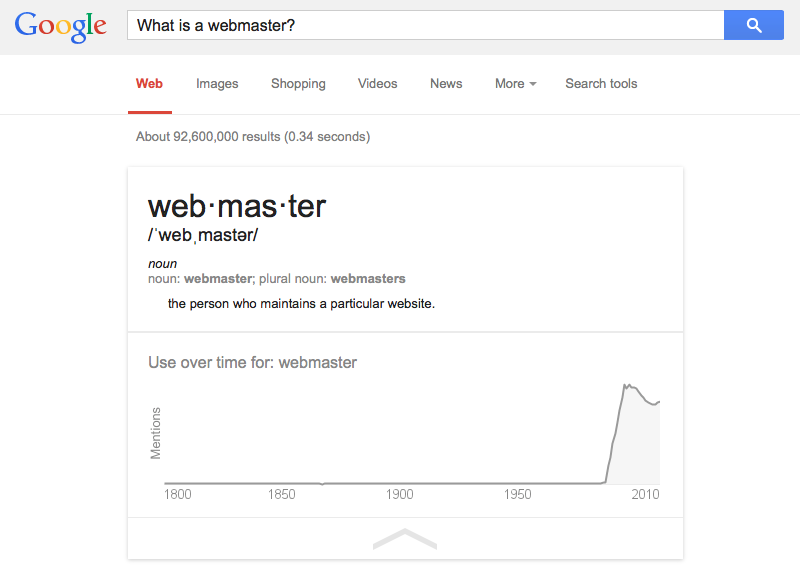 Google
What is a webmaster?
Web Images Shopping Videos News More Search tools
About 92,600,000 results (0.34 seconds)
web·mas·ter
/ˈwebˌmastər/
noun
noun: webmaster; plural noun: webmasters
the person who maintains a particular website.
Use over time for: webmaster
Mentions
1800 1850 1900 1950 2010